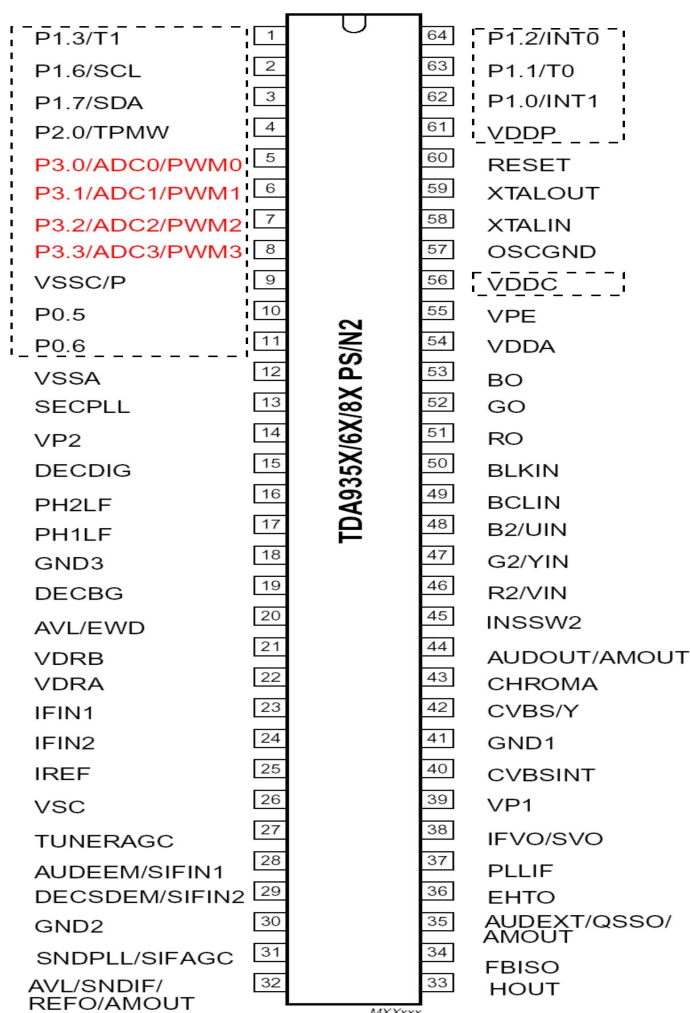 P1.3/T1
P1.6/SCL
P1.7/SDA
P2.0/TPMW
P3.0/ADC0/PWM0
P3.1/ADC1/PWM1
P3.2/ADC2/PWM2
P3.3/ADC3/PWM3
VSSC/P
P0.5
P0.6
VSSA
SECPLL
VP2
DECDIG
PH2LF
PH1LF
GND3
DECBG
AVL/EWD
VDRB
VDRA
IFIN1
IFIN2
IREF
VSC
TUNERAGC
AUDEEM/SIFIN1
DECSDEM/SIFIN2
GND2
SNDPLL/SIFAGC
AVL/SNDIF/
REFO/AMOUT
1
2
3
4
5
6
7
8
9
10
11
12
13
14
15
16
17
18
19
20
21
22
23
24
25
26
27
28
29
30
31
32
TDA935X/6X/8X PS/N2
MXXxxx
64
63
62
61
60
59
58
57
56
55
54
53
52
51
50
49
48
47
46
45
44
43
42
41
40
39
38
37
36
35
34
33
P1.2/INT0
P1.1/T0
P1.0/INT1
VDDP
RESET
XTALOUT
XTALIN
OSCGND
VDDC
VPE
VDDA
BO
GO
RO
BLKIN
BCLIN
B2/UIN
G2/YIN
R2/VIN
INSSW2
AUDOUT/AMOUT
CHROMA
CVBS/Y
GND1
CVBSINT
VP1
IFVO/SVO
PLLIF
EHTO
AUDEXT/QSSO/
AMOUT
FBISO
HOUT